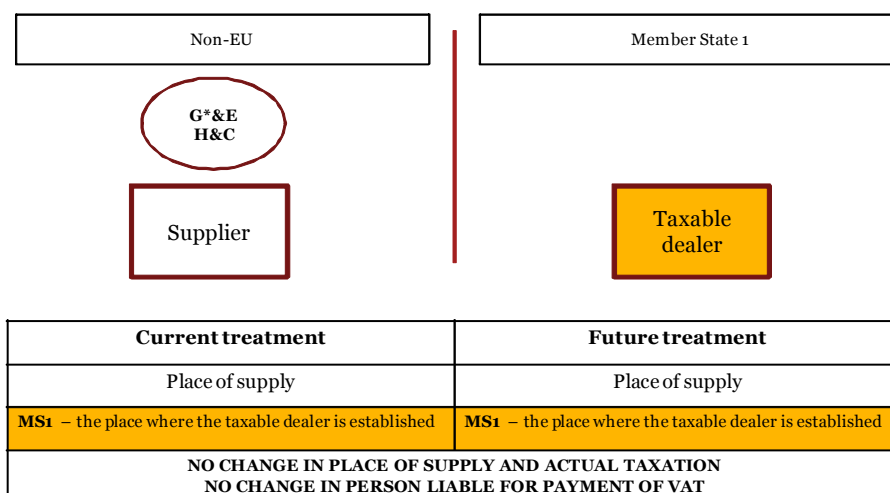 Non-EU
Member State 1
G*&E
H&C
Supplier
Taxable
dealer
Current treatment
Future treatment
Place of supply
Place of supply
MS1 – the place where the taxable dealer is established
MS1 – the place where the taxable dealer is established
NO CHANGE IN PLACE OF SUPPLY AND ACTUAL TAXATION
NO CHANGE IN PERSON LIABLE FOR PAYMENT OF VAT